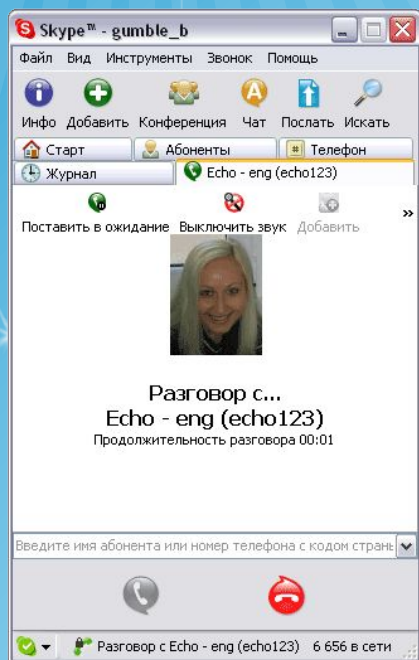 Skype™ - gumble_b
Файл Вид Инструменты Звонок Помощь
Инфо Добавить Конференция Чат Послать Искать
Старт Абоненты Телефон
Журнал Echo - eng (echo123)
Поставить в ожидание Выключить звук Добавить »
Разговор с...
Echo - eng (echo123)
Продолжительность разговора 00:01
Введите имя абонента или номер телефона с кодом
Разговор с Echo - eng (echo123) 6 656 в сети